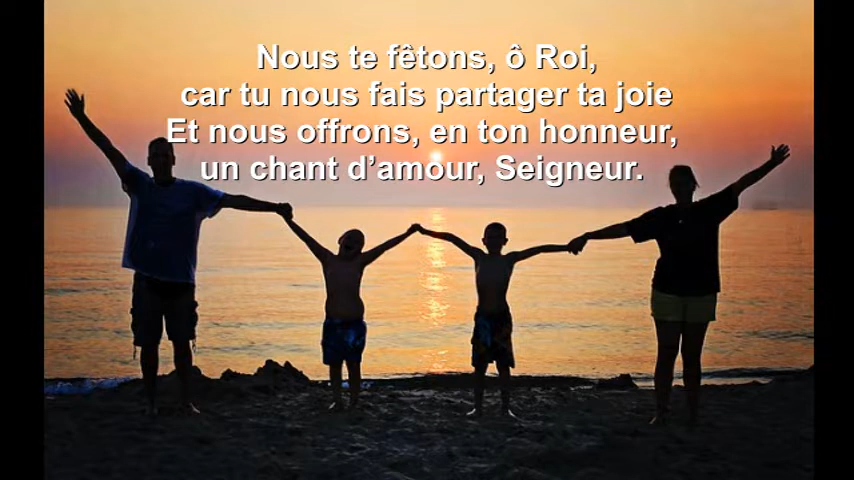 Nous te fêtons, ô Roi,
car tu nous fais partager ta joie
Et nous offrons, en ton honneur,
un chant d’amour, Seigneur.